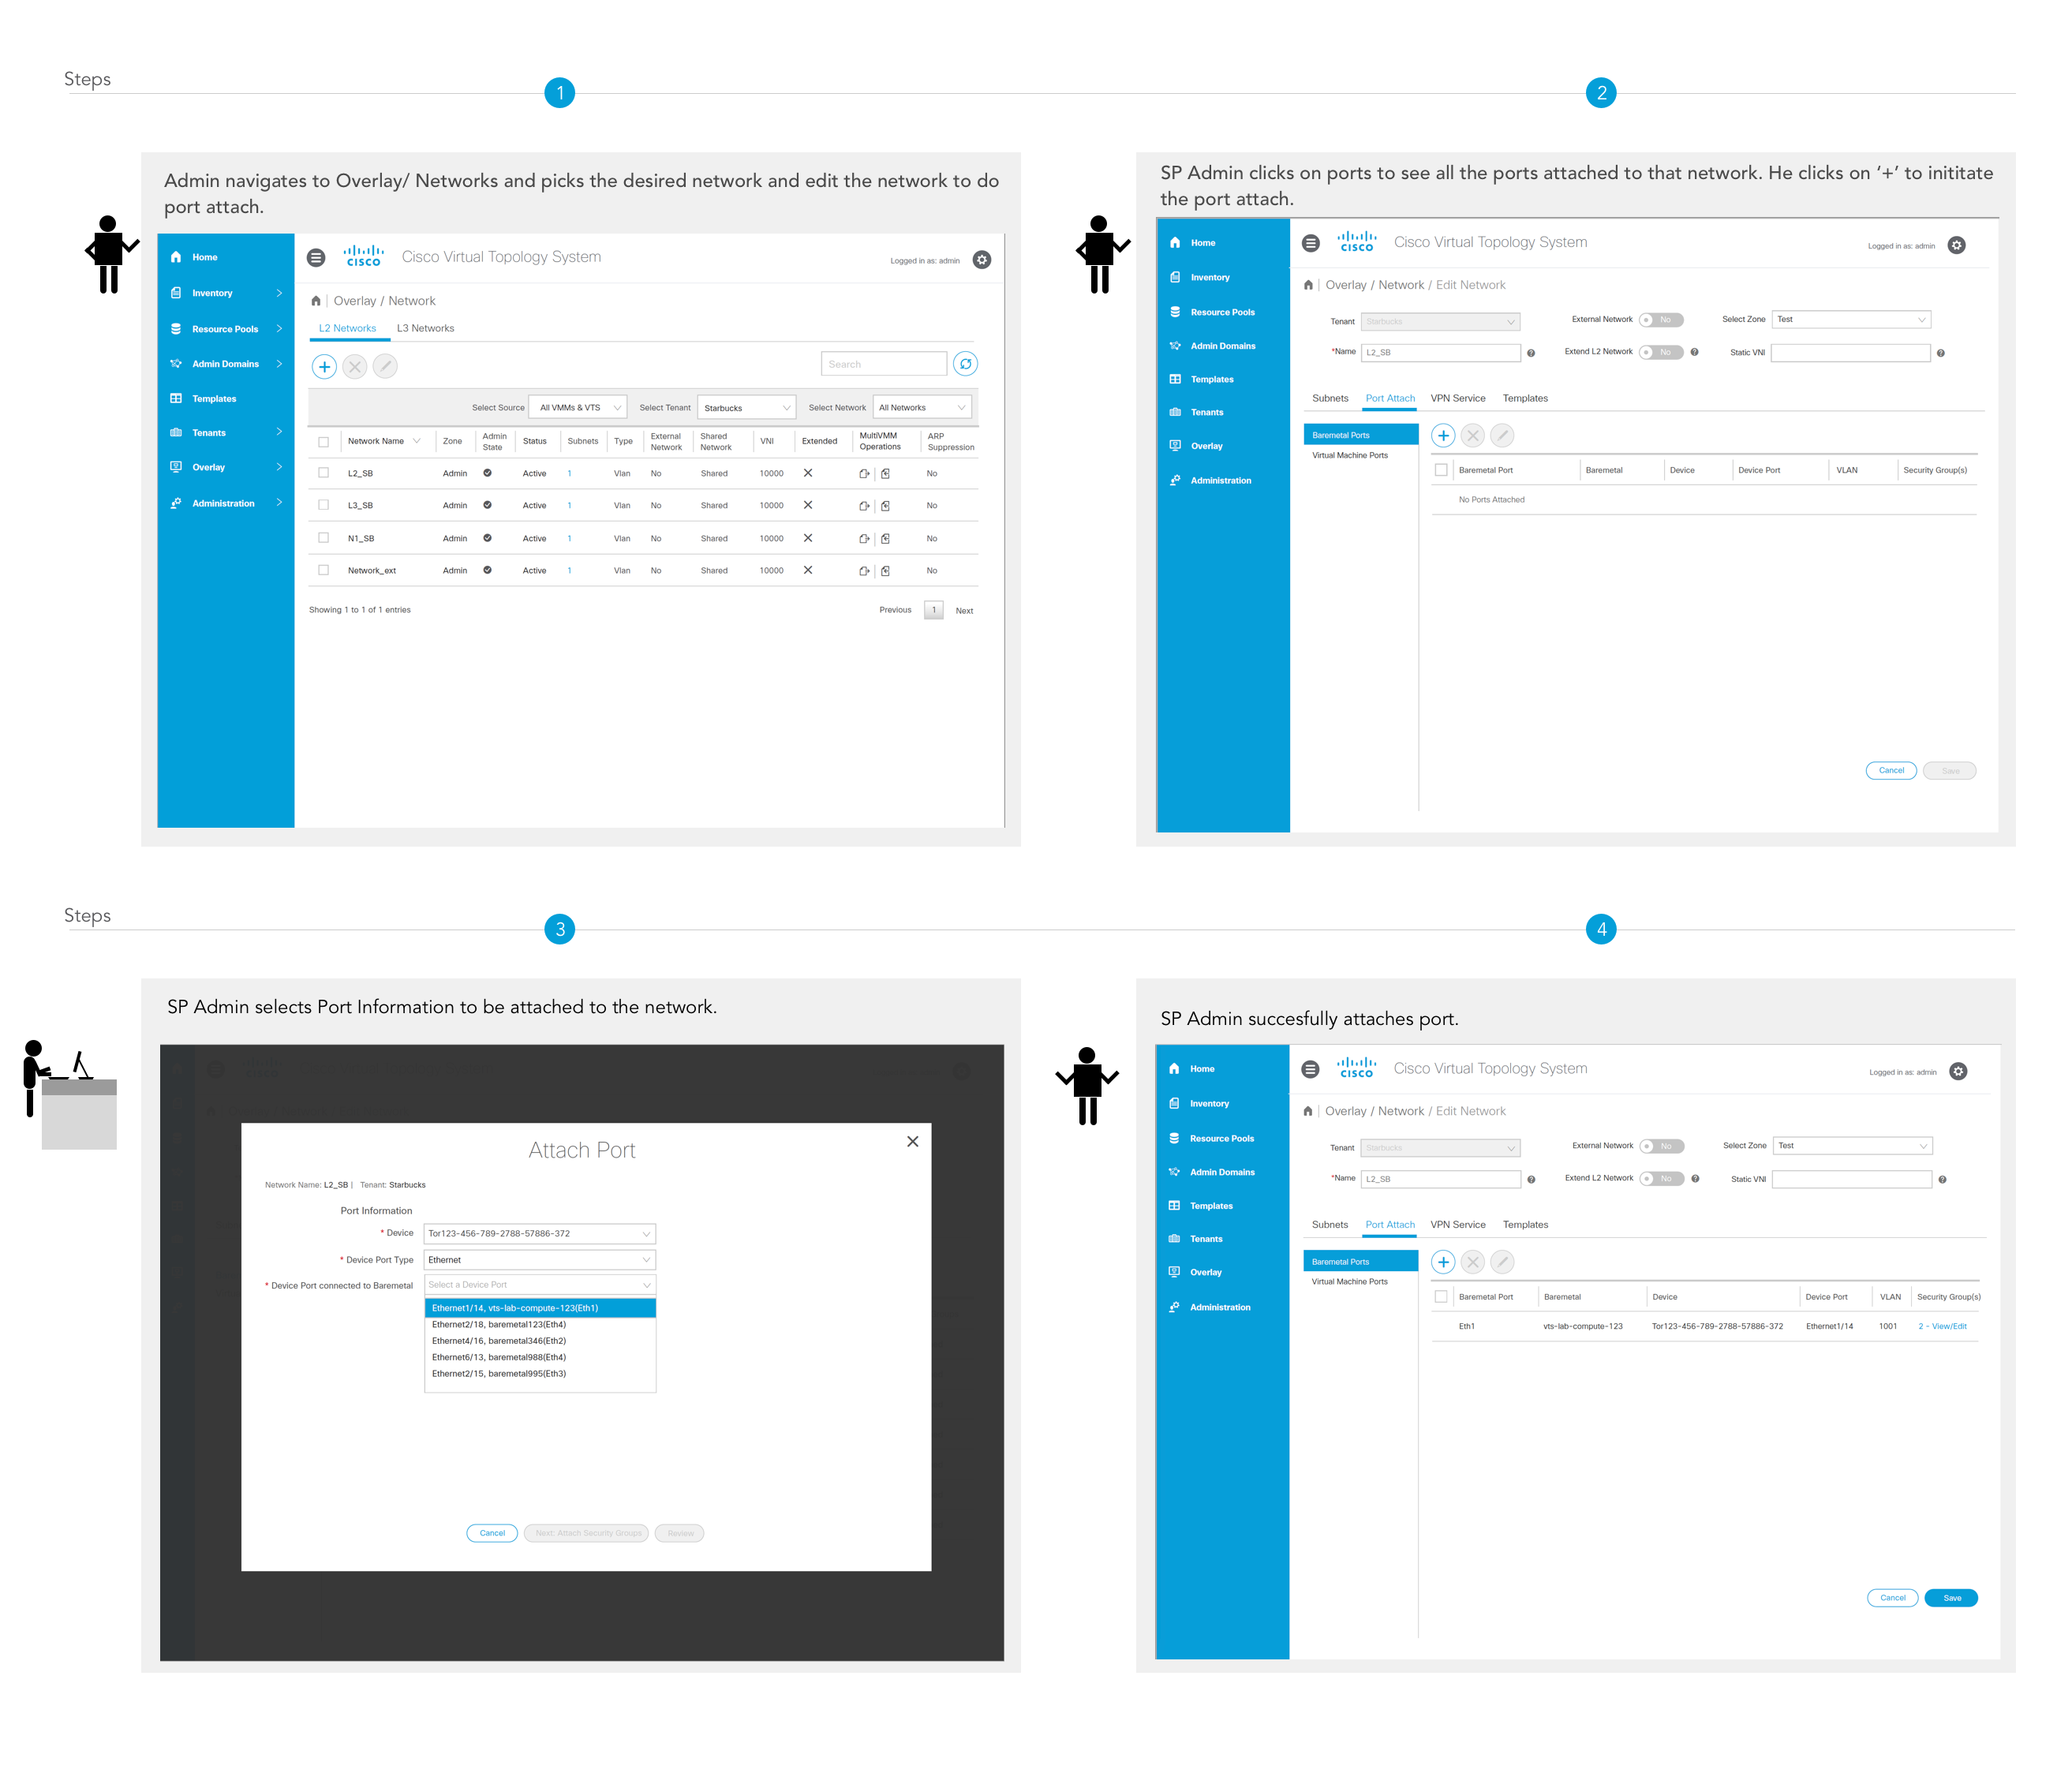 Steps
1
2
Admin navigates to Overlay/ Networks and picks the desired network and edit the network to do
port attach.
Home
Inventory
Resource Pools
Admin Domains
Templates
Tenants
Overlay
Administration
CISCO
Cisco Virtual Topology System
Logged in as: admin
Overlay / Network
L2 Networks L3 Networks
Search
Select Source All VMMs & VTS Select Tenant Starbucks Select Network All Networks
Network Name Zone Admin State Status Subnets Type External Network Shared Network VNI Extended MultiVMM Operations ARP Suppression
L2_SB Admin Active 1 Vlan No Shared 10000 No
L3_SB Admin Active 1 Vlan No Shared 10000 No
N1_SB Admin Active 1 Vlan No Shared 10000 No
Network_ext Admin Active 1 Vlan No Shared 10000 No
Showing 1 to 1 of 1 entries Previous 1 Next
SP Admin clicks on ports to see all the ports attached to that network. He clicks on ‘+’ to inititate
the port attach.
Home
Inventory
Resource Pools
Admin Domains
Templates
Tenants
Overlay
Administration
CISCO
Cisco Virtual Topology System
Logged in as: admin
Overlay / Network / Edit Network
Tenant Starbucks External Network No Select Zone Test
*Name L2_SB Extend L2 Network No Static VNI
Subnets Port Attach VPN Service Templates
Baremetal Ports
Virtual Machine Ports
Baremetal Port Baremetal Device Device Port VLAN Security Group(s)
No Ports Attached
Cancel Save
Steps
3
4
SP Admin selects Port Information to be attached to the network.
Attach Port
Network Name: L2_SB | Tenant: Starbucks
Port Information
* Device Tor123-456-789-2788-57886-372
* Device Port Type Ethernet
* Device Port connected to Baremetal Select a Device Port
Ethernet1/14, vts-lab-compute-123(Eth1)
Ethernet2/18, baremetal123(Eth4)
Ethernet4/16, baremetal346(Eth2)
Ethernet6/13, baremetal988(Eth4)
Ethernet2/15, baremetal995(Eth3)
Cancel Next: Attach Security Groups Review
SP Admin succesfully attaches port.
Home
Inventory
Resource Pools
Admin Domains
Templates
Tenants
Overlay
Administration
CISCO
Cisco Virtual Topology System
Logged in as: admin
Overlay / Network / Edit Network
Tenant Starbucks External Network No Select Zone Test
*Name L2_SB Extend L2 Network No Static VNI
Subnets Port Attach VPN Service Templates
Baremetal Ports
Virtual Machine Ports
Baremetal Port Baremetal Device Device Port VLAN Security Group(s)
Eth1 vts-lab-compute-123 Tor123-456-789-2788-57886-372 Ethernet1/14 1001 2 - View/Edit
Cancel Save